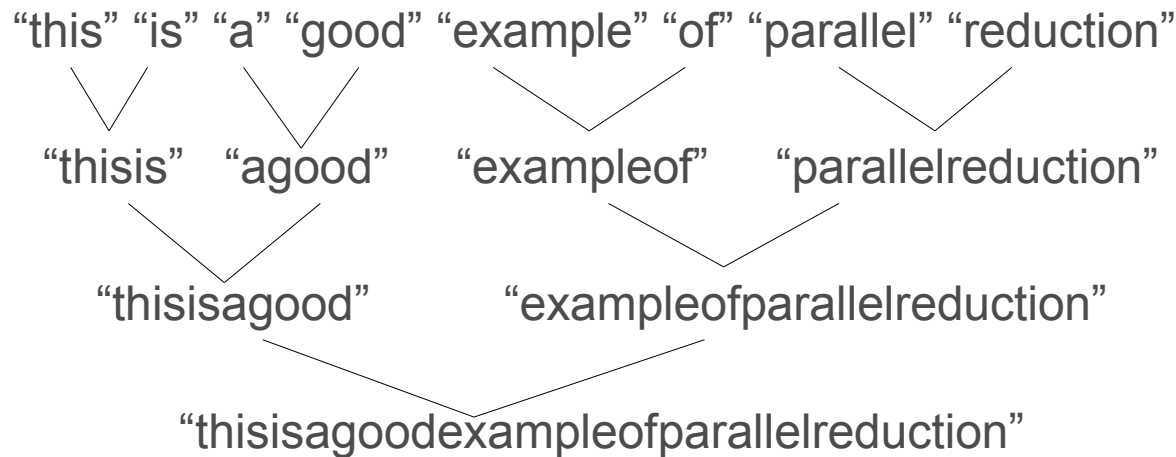 “this” “is” “a” “good” “example” “of” “parallel” “reduction”
“thisis” “agood” “exampleof” “parallelreduction”
“thisisagood” “exampleofparallelreduction”
“thisisagoodexampleofparallelreduction”